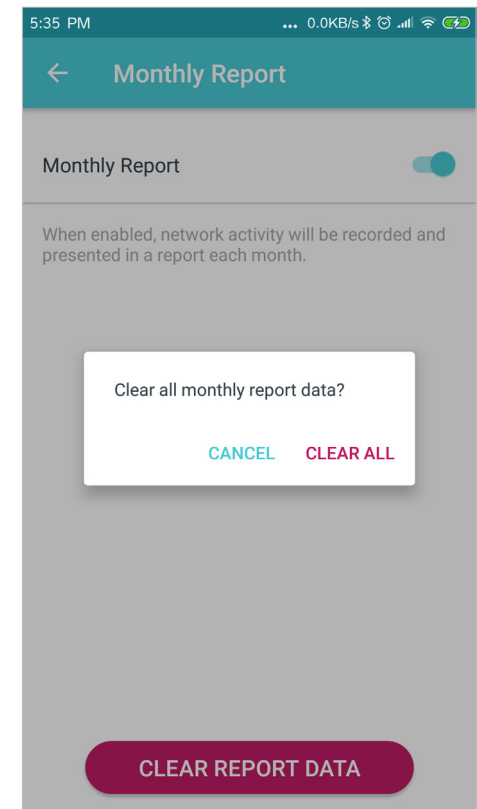 5:35 PM ... 0.0KB/s
Monthly Report
Monthly Report
When enabled, network activity will be recorded and
presented in a report each month.
Clear all monthly report data?
CANCEL CLEAR ALL
CLEAR REPORT DATA